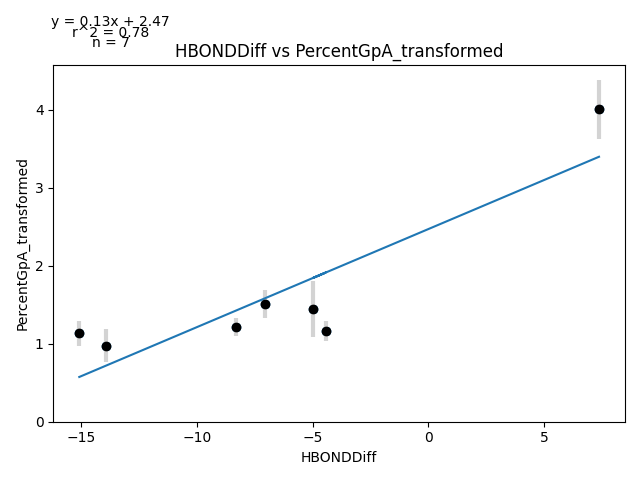 y = 0.13x + 2.47
r^2 = 0.78
n = 7
HBONDDiff vs PercentGpA_transformed
PercentGpA_transformed
4
3
2
1
0
−15
−10
−5
0
5
HBONDDiff